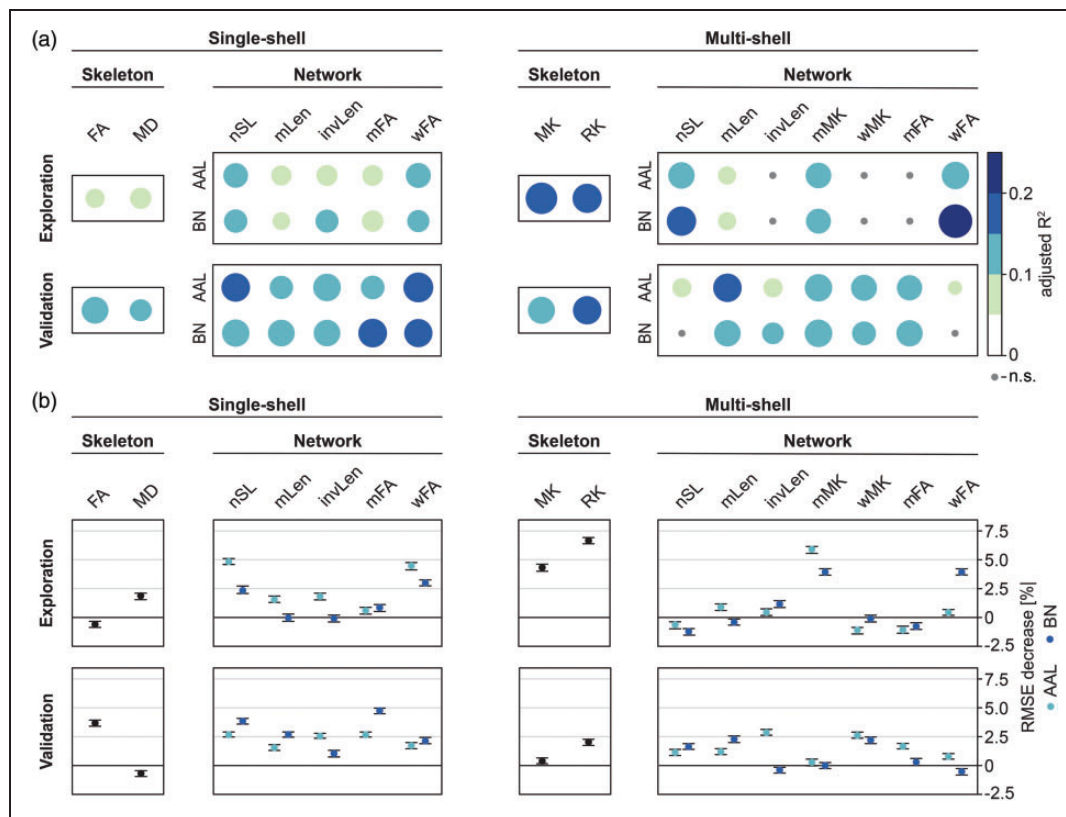 (a)
Single-shell Multi-shell
Skeleton Network Skeleton Network
FA MD nSL mLen invLen mFA wFA MK RK nSL mLen invLen mMK wMK mFA wFA
Exploration AAL AAL
BN BN
Validation AAL AAL
BN BN
0.2
0.1
0
adjusted R²
n.s.
(b)
Single-shell Multi-shell
Skeleton Network Skeleton Network
FA MD nSL mLen invLen mFA wFA MK RK nSL mLen invLen mMK wMK mFA wFA
Exploration
7.5
5.0
2.5
0
-2.5
Validation
7.5
5.0
2.5
0
-2.5
RMSE decrease [%]
AAL BN